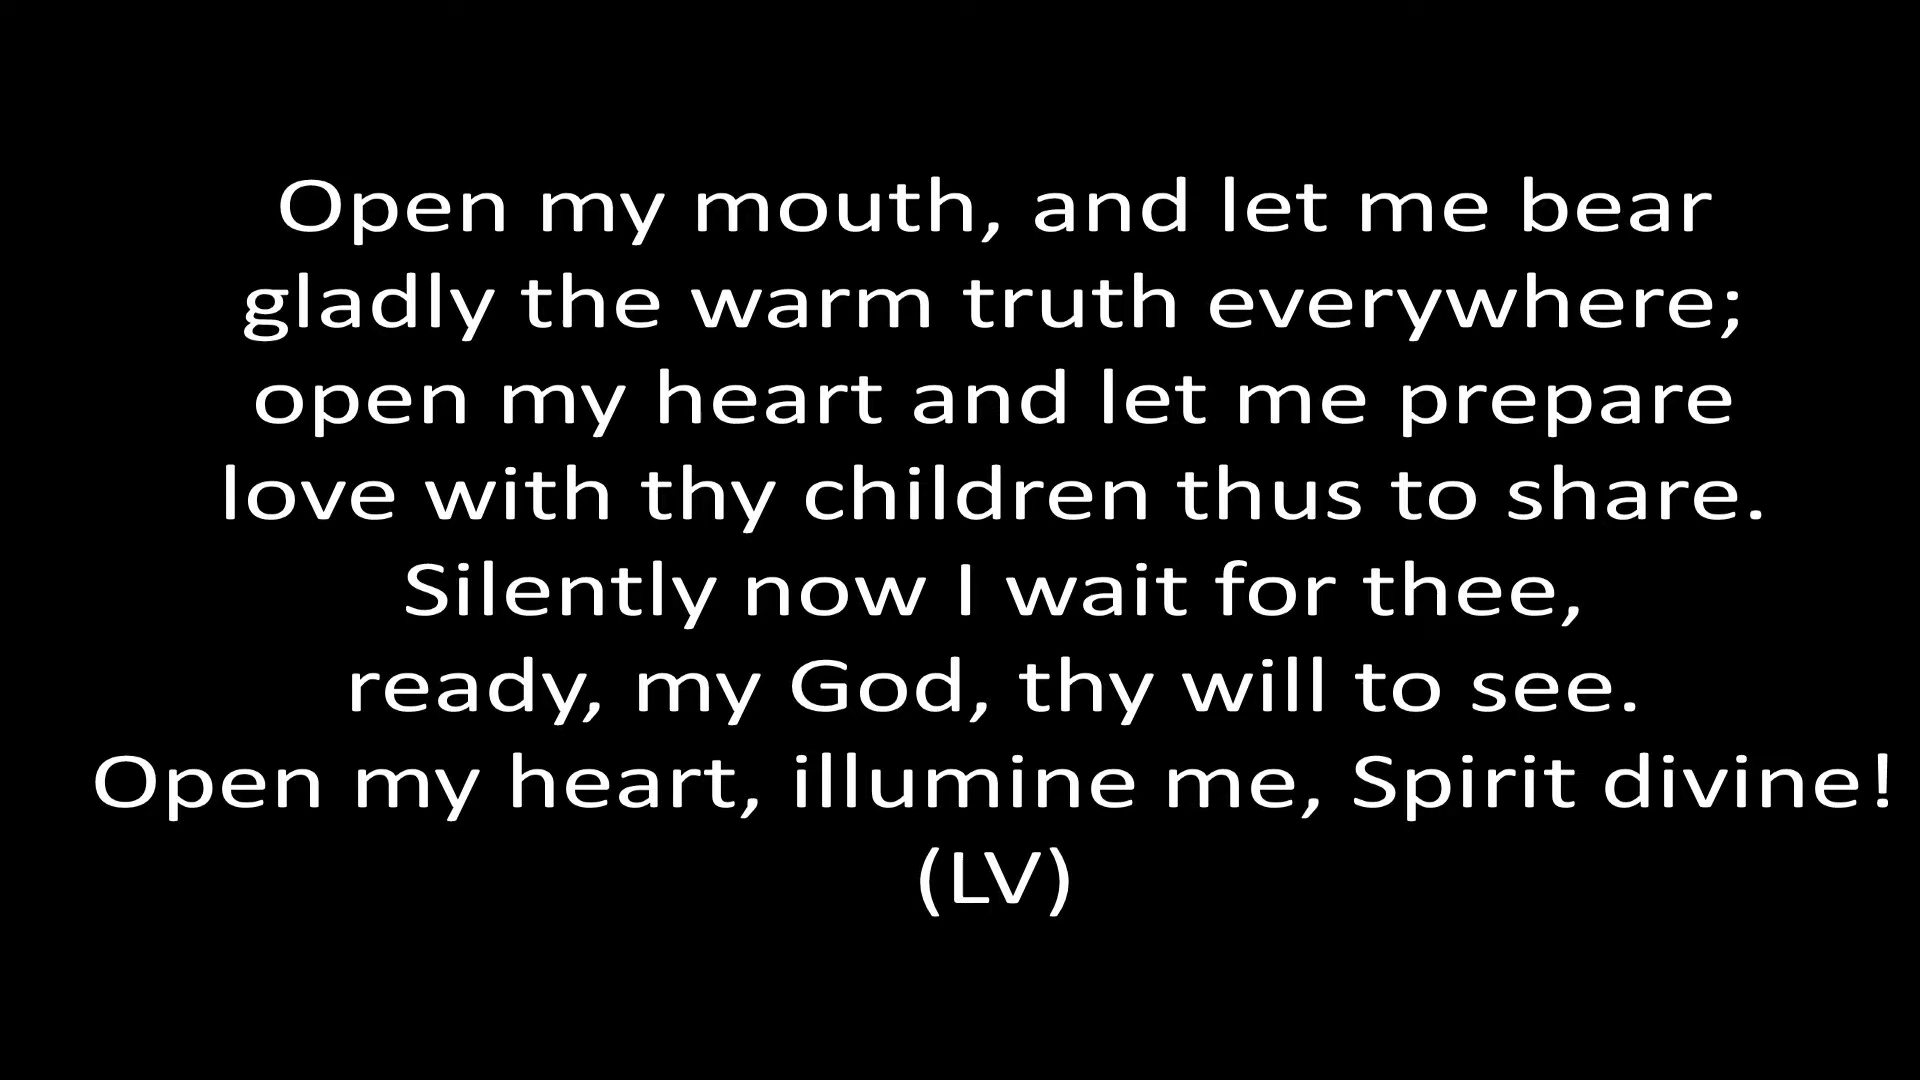 Open my mouth, and let me bear
gladly the warm truth everywhere;
open my heart and let me prepare
love with thy children thus to share.
Silently now I wait for thee,
ready, my God, thy will to see.
Open my heart, illumine me, Spirit divine!
(LV)